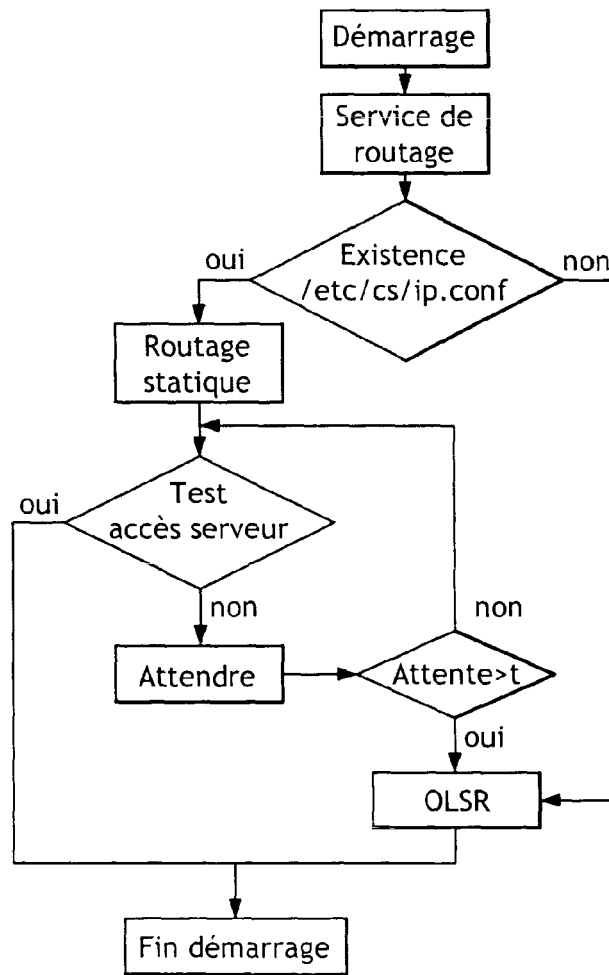 Démarrage
Service de
routage
oui
Existence
/etc/cs/ip.conf
non
Routage
statique
oui
Test
accès serveur
non
non
Attendre
Attente>t
oui
OLSR
Fin démarrage